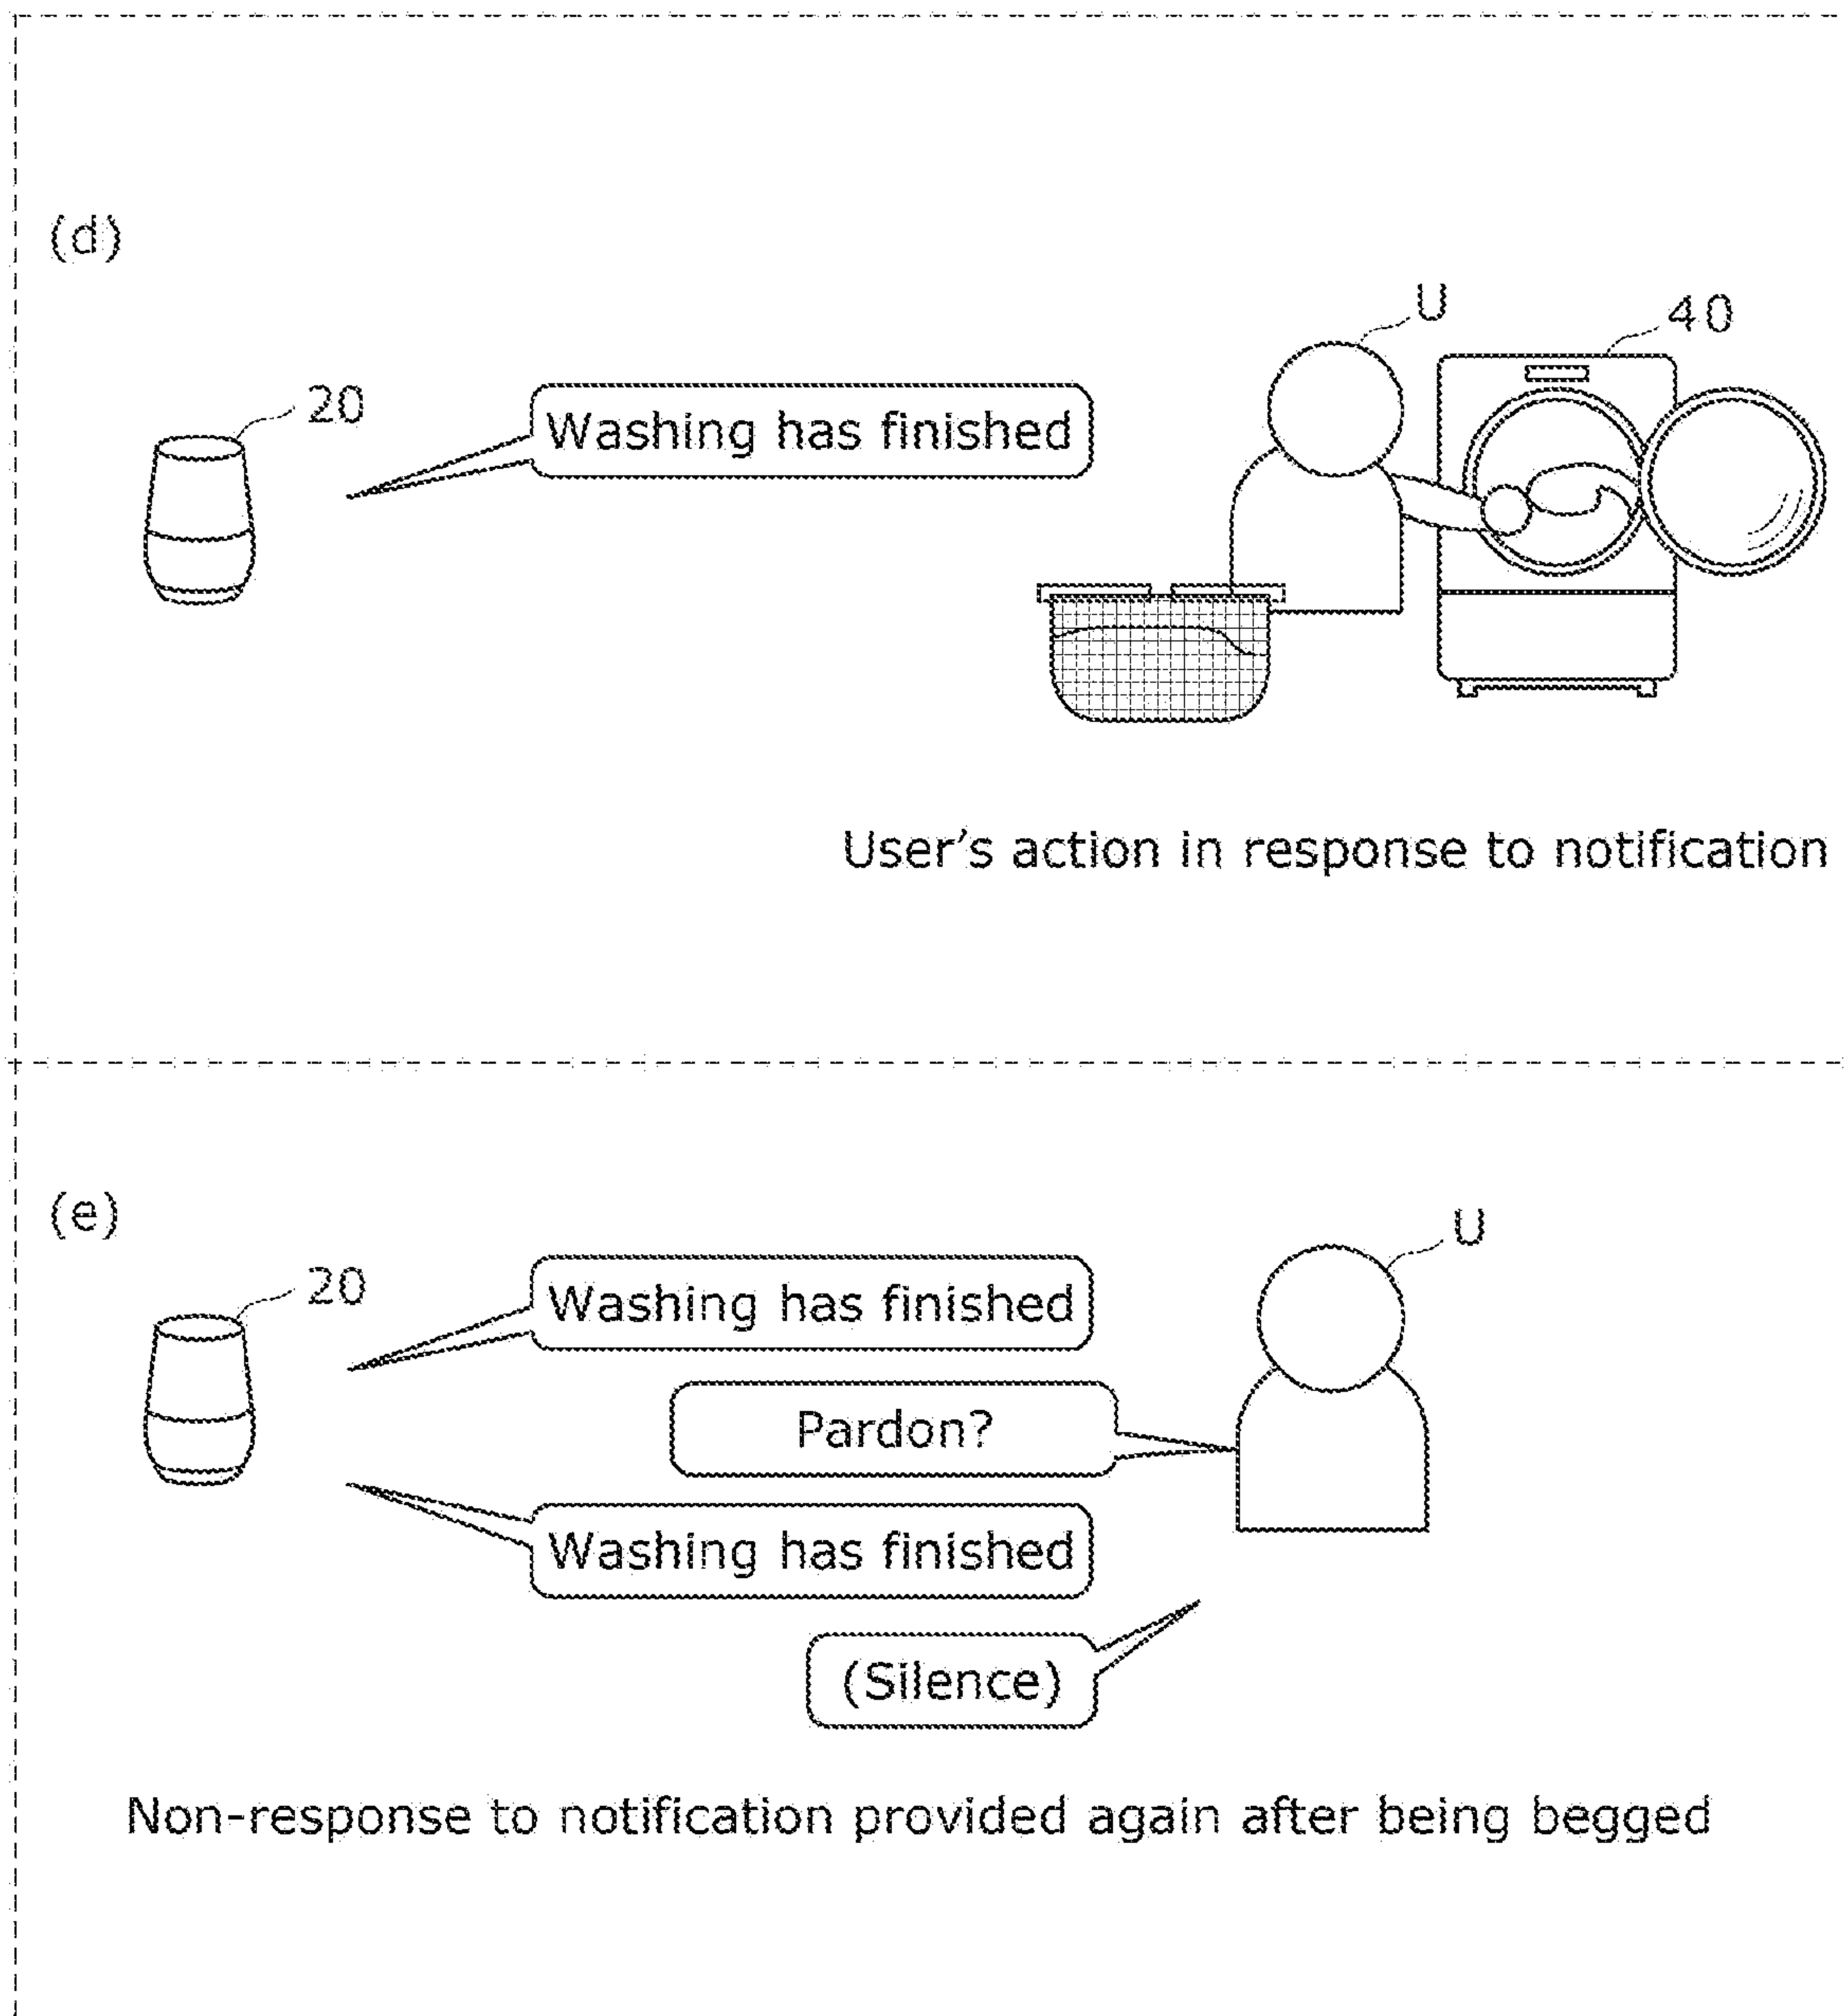 (d)
U
40
20
Washing has finished
User’s action in response to notification
(e)
U
20
Washing has finished
Pardon?
Washing has finished
(Silence)
Non-response to notification provided again after being begged